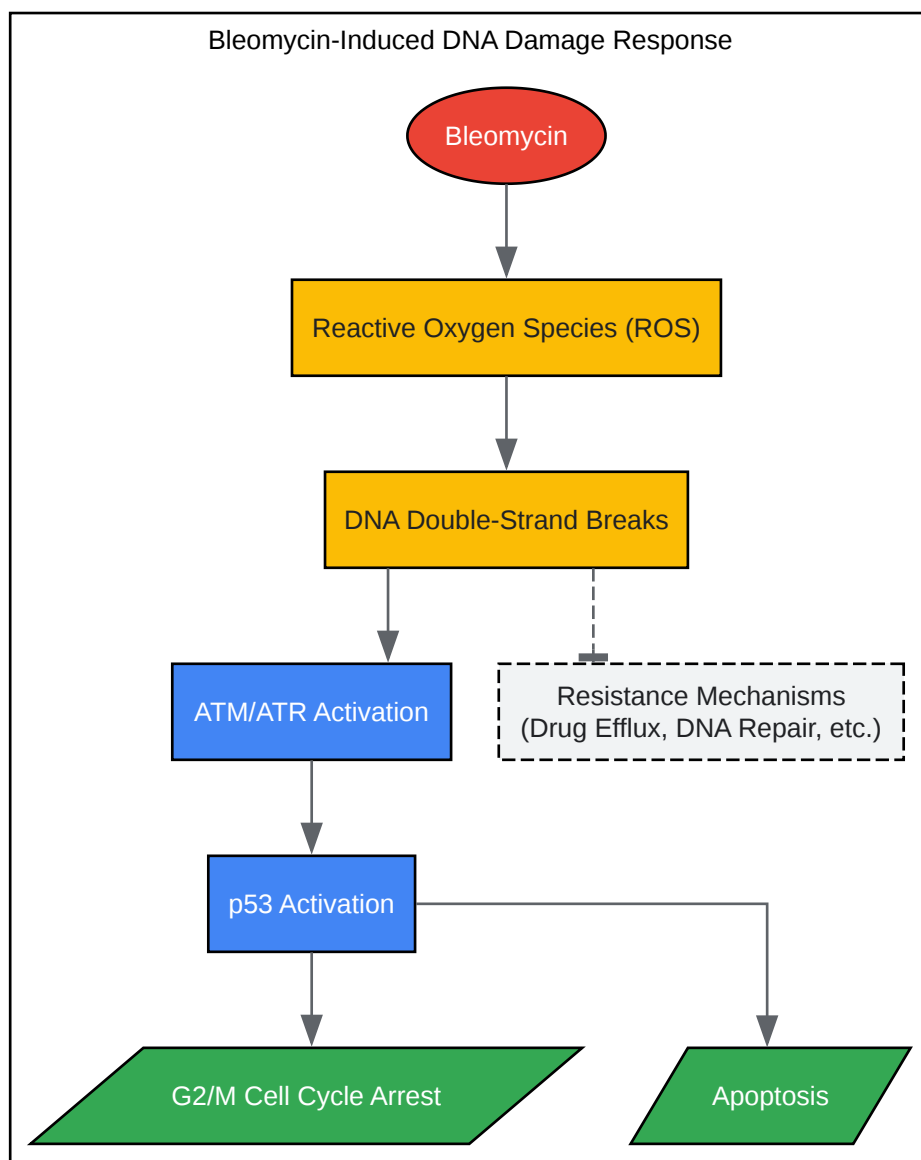 Bleomycin-Induced DNA Damage Response
Bleomycin
Reactive Oxygen Species (ROS)
DNA Double-Strand Breaks
ATM/ATR Activation
Resistance Mechanisms
(Drug Efflux, DNA Repair, etc.)
p53 Activation
G2/M Cell Cycle Arrest
Apoptosis